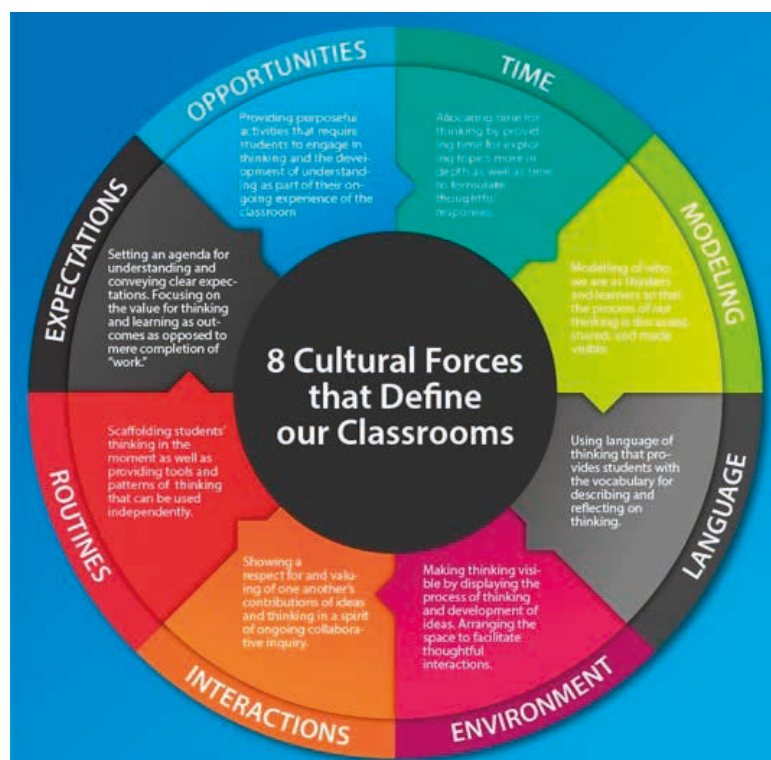 OPPORTUNITIES
Providing purposeful
activities that require
students to engage in
thinking and the devel-
opment of understand-
ing as part of their on-
going experience of the
classroom
TIME
Allocating time for
thinking by provid
ing time for explor
ing topics more in
depth as well as time
to formulate
thoughtful
responses.
MODELING
Modelling of who
we are as thinkers
and learners so that
the process of our
thinking is discussed,
shared, and made
visible.
LANGUAGE
Using language of
thinking that pro-
vides students with
the vocabulary for
describing and
reflecting on
thinking.
ENVIRONMENT
Making thinking visi-
ble by displaying the
process of thinking
and development of
ideas. Arranging the
space to facilitate
thoughtful
interactions.
INTERACTIONS
Showing a
respect for and valu-
ing of one another's
contributions of ideas
and thinking in a spirit
of ongoing collabora-
tive inquiry.
ROUTINES
Scaffolding students'
thinking in the
moment as well as
providing tools and
patterns of thinking
that can be used
independently.
EXPECTATIONS
Setting an agenda for
understanding and
conveying clear expec-
tations. Focusing on
the value for thinking
and learning as out-
comes as opposed to
mere completion of
"work."
8 Cultural Forces
that Define
our Classrooms